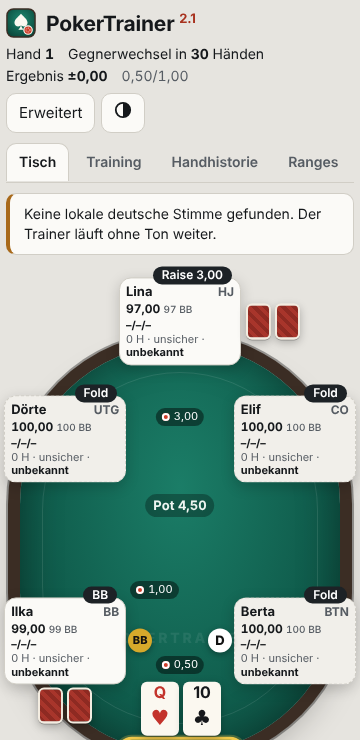 PokerTrainer 2.1
Hand 1 Gegnerwechsel in 30 Händen
Ergebnis ±0,00 0,50/1,00
Erweitert
Tisch Training Handhistorie Ranges
Keine lokale deutsche Stimme gefunden. Der
Trainer läuft ohne Ton weiter.
Raise 3,00
Lina HJ
97,00 97 BB
–/–/–
0 H · unsicher ·
unbekannt
Fold
Dörte UTG
100,00 100 BB
–/–/–
0 H · unsicher ·
unbekannt
3,00
Fold
Elif CO
100,00 100 BB
–/–/–
0 H · unsicher ·
unbekannt
Pot 4,50
1,00
BB
Ilka BB
99,00 99 BB
–/–/–
0 H · unsicher ·
unbekannt
BB
D
Fold
Berta BTN
100,00 100 BB
–/–/–
0 H · unsicher ·
unbekannt
0,50
Q 10